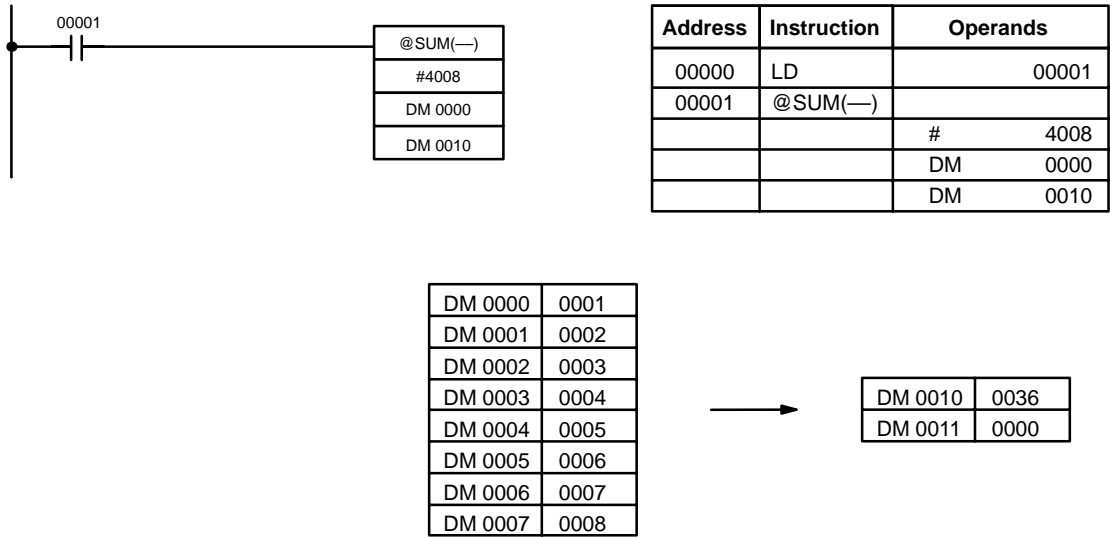 00001
@SUM(––)
#4008
DM 0000
DM 0010
Address Instruction Operands
00000 LD 00001
00001 @SUM(––)
# 4008
DM 0000
DM 0010
DM 0000 0001
DM 0001 0002
DM 0002 0003
DM 0003 0004
DM 0004 0005
DM 0005 0006
DM 0006 0007
DM 0007 0008
DM 0010 0036
DM 0011 0000